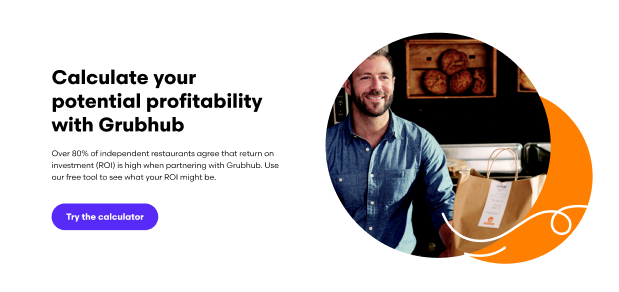 Calculate your
potential profitability
with Grubhub
Over 80% of independent restaurants agree that return on
investment (ROI) is high when partnering with Grubhub. Use
our free tool to see what your ROI might be.
Try the calculator